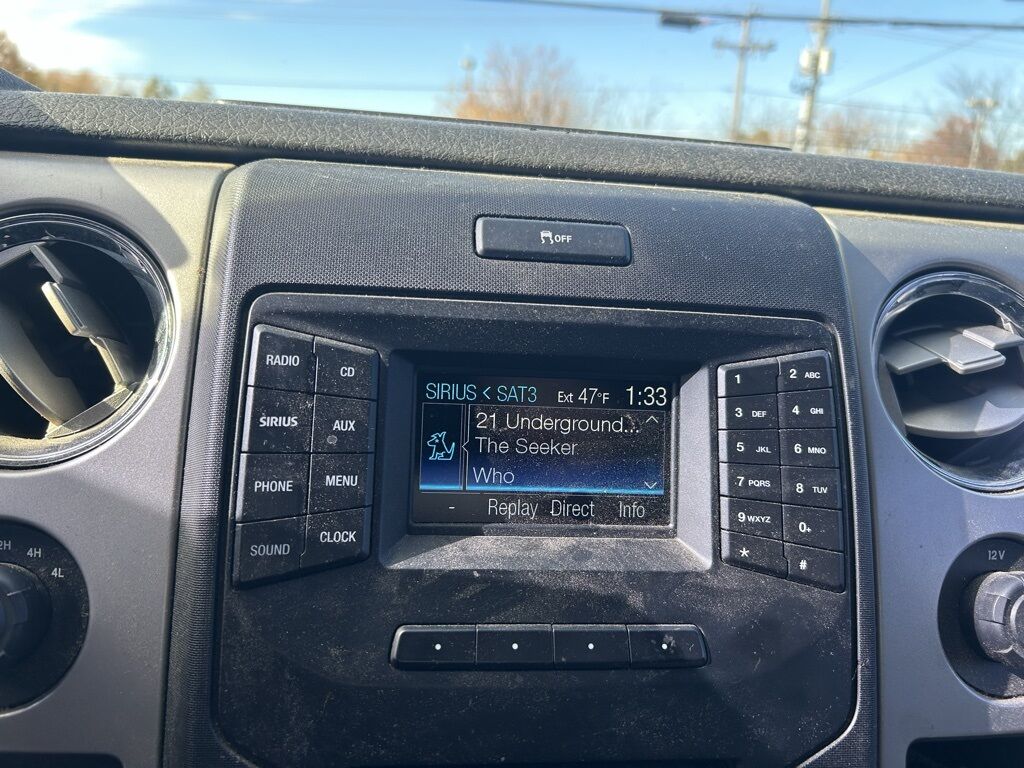 OFF
RADIO
CD
SIRIUS
AUX
PHONE
MENU
SOUND
CLOCK
SIRIUS < SAT3 Ext 47°F 1:33
21 Underground...
The Seeker
Who
- Replay Direct Info
1
2 ABC
3 DEF
4 GHI
5 JKL
6 MNO
7 PQRS
8 TUV
9 WXYZ
0+
*
#
2H
4H
4L
12V